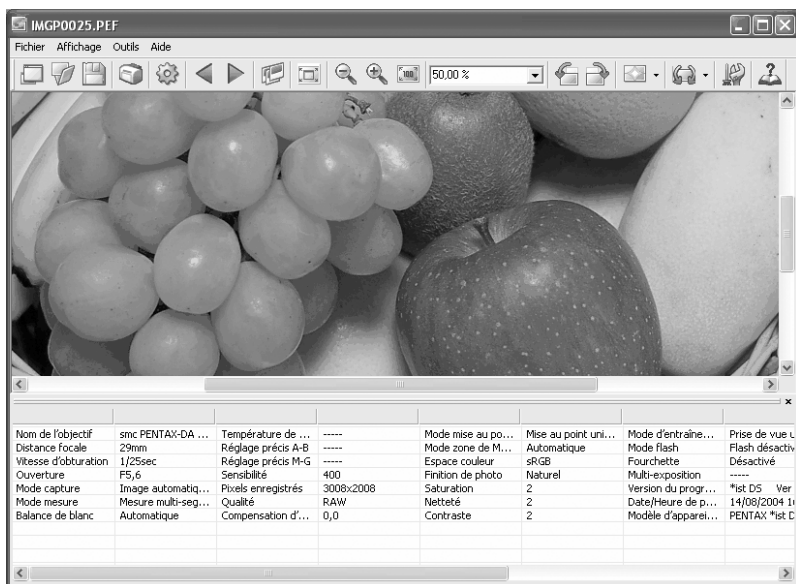 IMGP0025.PEF
Fichier Affichage Outils Aide
100 50,00 %
Nom de l'objectif smc PENTAX-DA ... Température de ... ----- Mode mise au po... Mise au point uni... Mode d'entraîne... Prise de vue u
Distance focale 29mm Réglage précis A-B ----- Mode zone de M... Automatique Mode flash Flash désactiv
Vitesse d'obturation 1/25sec Réglage précis M-G ----- Espace couleur sRGB Fourchette Désactivé
Ouverture F5,6 Sensibilité 400 Finition de photo Naturel Multi-exposition -----
Mode capture Image automatiq... Pixels enregistrés 3008x2008 Saturation 2 Version du progr... *ist DS Ver
Mode mesure Mesure multi-seg... Qualité RAW Netteté 2 Date/Heure de p... 14/08/2004 1
Balance de blanc Automatique Compensation d'... 0,0 Contraste 2 Modèle d'apparei... PENTAX *ist D